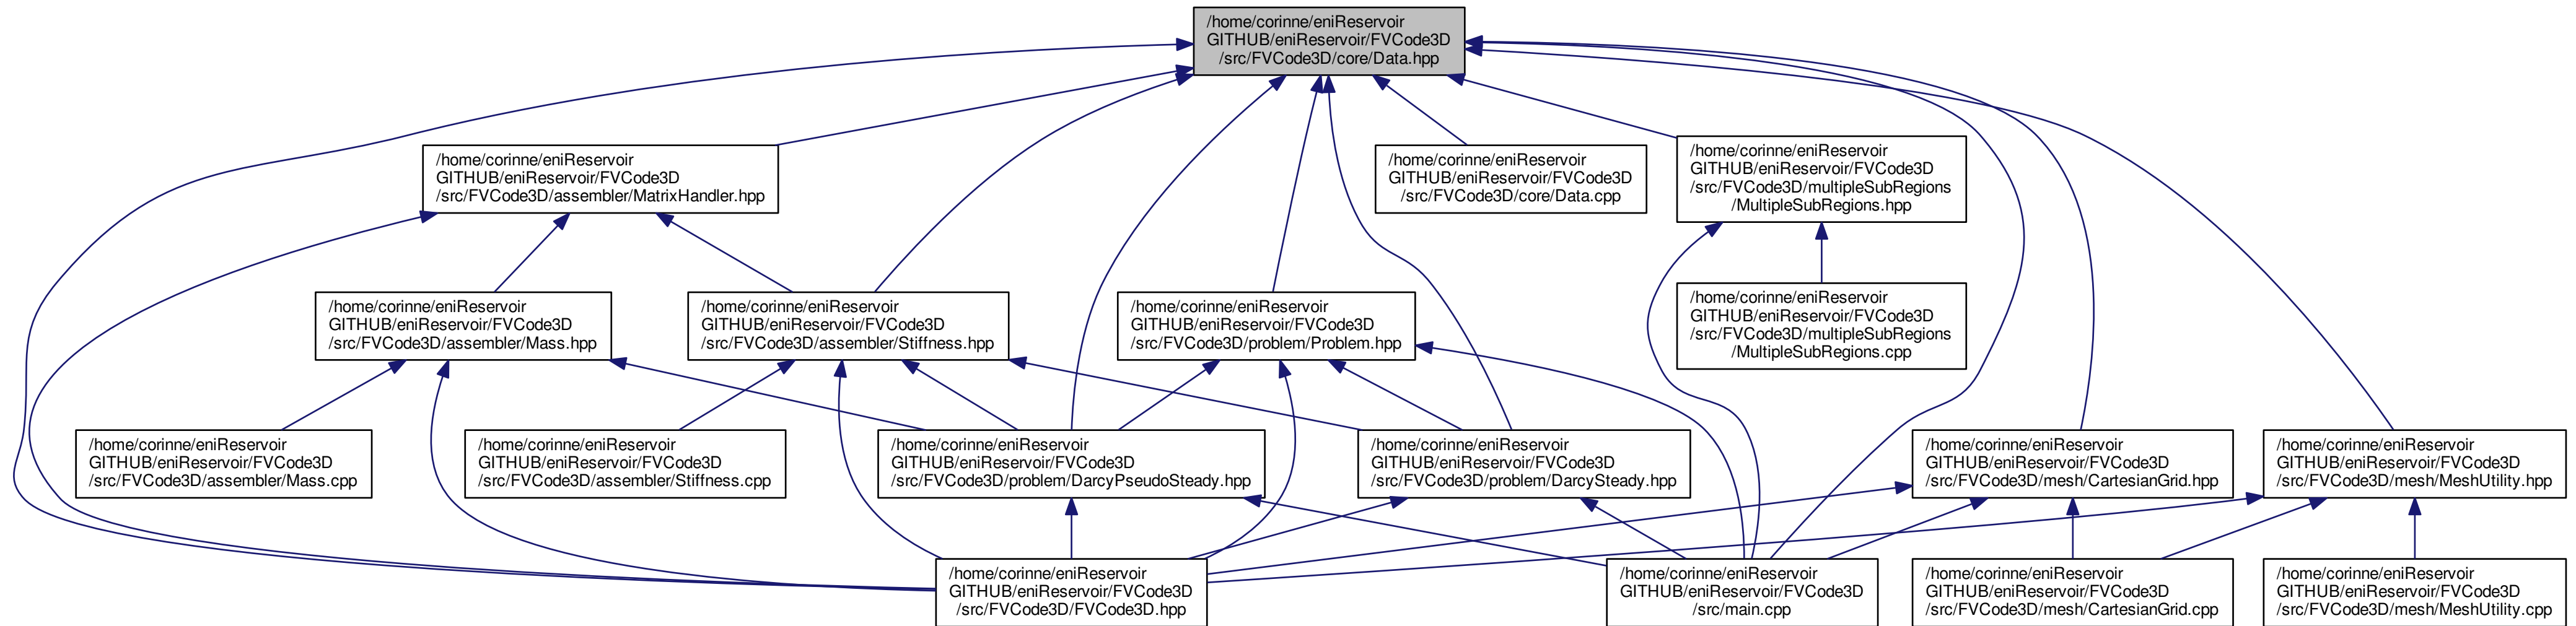 /home/corinne/eniReservoir
GITHUB/eniReservoir/FVCode3D
/src/FVCode3D/core/Data.hpp
/home/corinne/eniReservoir
GITHUB/eniReservoir/FVCode3D
/src/FVCode3D/assembler/MatrixHandler.hpp
/home/corinne/eniReservoir
GITHUB/eniReservoir/FVCode3D
/src/FVCode3D/core/Data.cpp
/home/corinne/eniReservoir
GITHUB/eniReservoir/FVCode3D
/src/FVCode3D/multipleSubRegions
/MultipleSubRegions.hpp
/home/corinne/eniReservoir
GITHUB/eniReservoir/FVCode3D
/src/FVCode3D/assembler/Mass.hpp
/home/corinne/eniReservoir
GITHUB/eniReservoir/FVCode3D
/src/FVCode3D/assembler/Stiffness.hpp
/home/corinne/eniReservoir
GITHUB/eniReservoir/FVCode3D
/src/FVCode3D/problem/Problem.hpp
/home/corinne/eniReservoir
GITHUB/eniReservoir/FVCode3D
/src/FVCode3D/multipleSubRegions
/MultipleSubRegions.cpp
/home/corinne/eniReservoir
GITHUB/eniReservoir/FVCode3D
/src/FVCode3D/assembler/Mass.cpp
/home/corinne/eniReservoir
GITHUB/eniReservoir/FVCode3D
/src/FVCode3D/assembler/Stiffness.cpp
/home/corinne/eniReservoir
GITHUB/eniReservoir/FVCode3D
/src/FVCode3D/problem/DarcyPseudoSteady.hpp
/home/corinne/eniReservoir
GITHUB/eniReservoir/FVCode3D
/src/FVCode3D/problem/DarcySteady.hpp
/home/corinne/eniReservoir
GITHUB/eniReservoir/FVCode3D
/src/FVCode3D/mesh/CartesianGrid.hpp
/home/corinne/eniReservoir
GITHUB/eniReservoir/FVCode3D
/src/FVCode3D/mesh/MeshUtility.hpp
/home/corinne/eniReservoir
GITHUB/eniReservoir/FVCode3D
/src/FVCode3D/FVCode3D.hpp
/home/corinne/eniReservoir
GITHUB/eniReservoir/FVCode3D
/src/main.cpp
/home/corinne/eniReservoir
GITHUB/eniReservoir/FVCode3D
/src/FVCode3D/mesh/CartesianGrid.cpp
/home/corinne/eniReservoir
GITHUB/eniReservoir/FVCode3D
/src/FVCode3D/mesh/MeshUtility.cpp